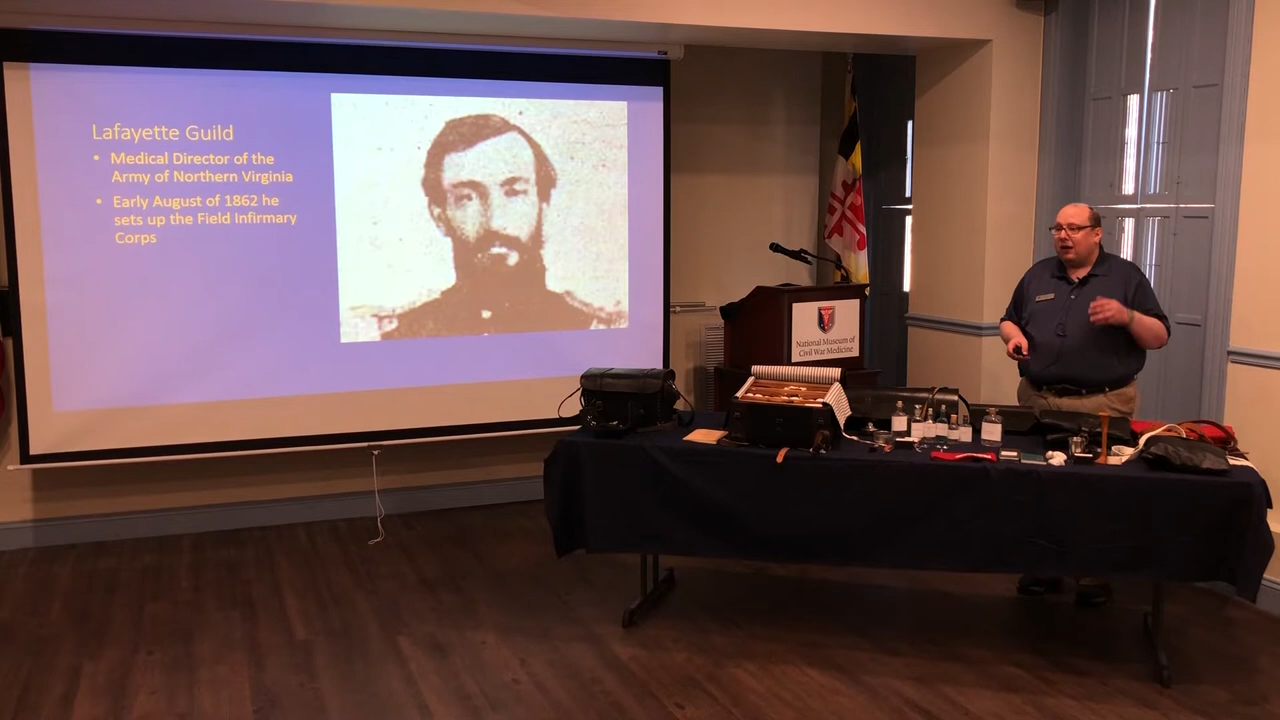 Lafayette Guild
• Medical Director of the
Army of Northern Virginia
• Early August of 1862 he
sets up the Field Infirmary
Corps
National Museum of
Civil War Medicine